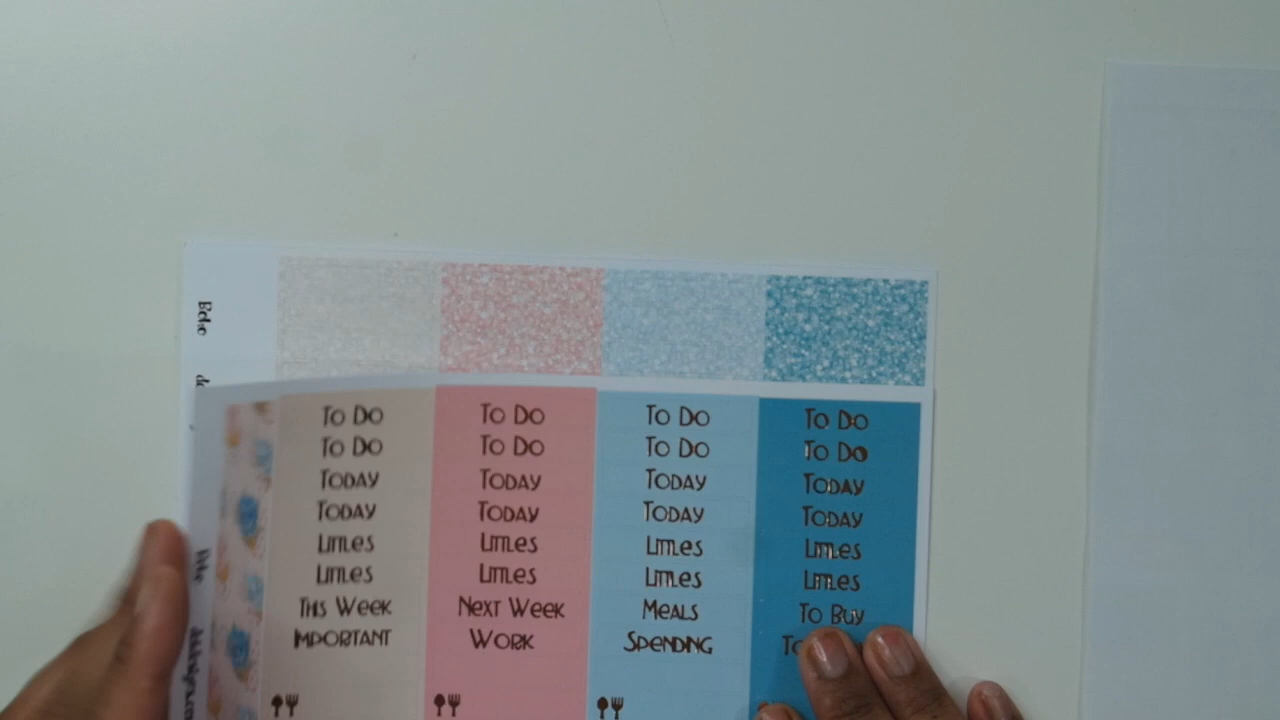 Boho
To Do To Do To Do To Do
To Do To Do To Do To Do
Today Today Today Today
Today Today Today Today
Littles Littles Littles Littles
Littles Littles Littles Littles
This Week Next Week Meals To Buy
Important Work Spending To